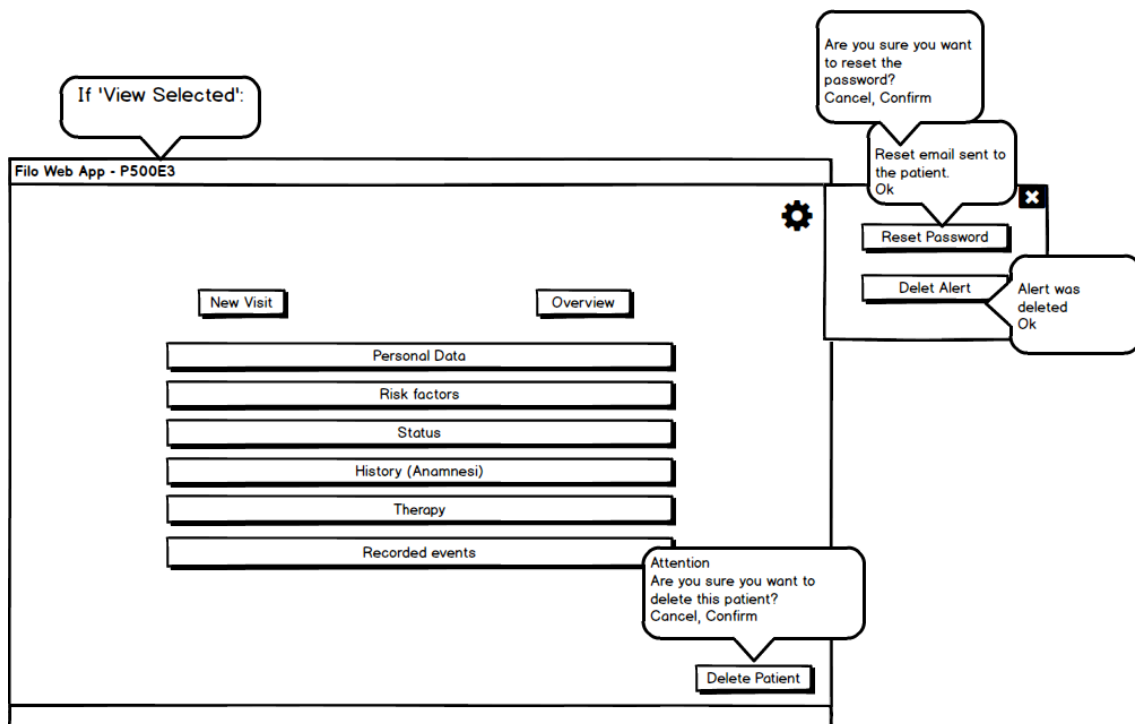 Are you sure you want
to reset the
password?
Cancel, Confirm
If 'View Selected':
Reset email sent to
the patient.
Ok
Filo Web App - P500E3
Reset Password
Delet Alert
Alert was
deleted
Ok
New Visit
Overview
Personal Data
Risk factors
Status
History (Anamnesi)
Therapy
Recorded events
Attention
Are you sure you want to
delete this patient?
Cancel, Confirm
Delete Patient